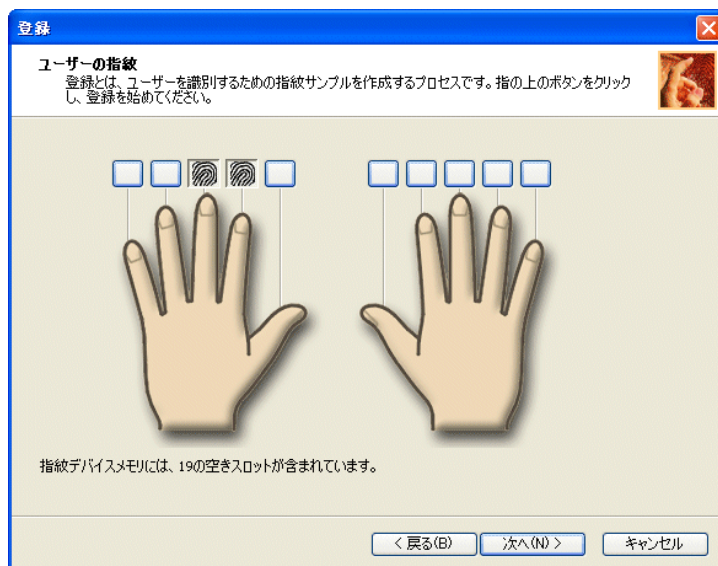 登録
ユーザーの指紋
登録とは、ユーザーを識別するための指紋サンプルを作成するプロセスです。指の上のボタンをクリック
し、登録を始めてください。
指紋デバイスメモリには、19の空きスロットが含まれています。
< 戻る(B)
次へ(N) >
キャンセル